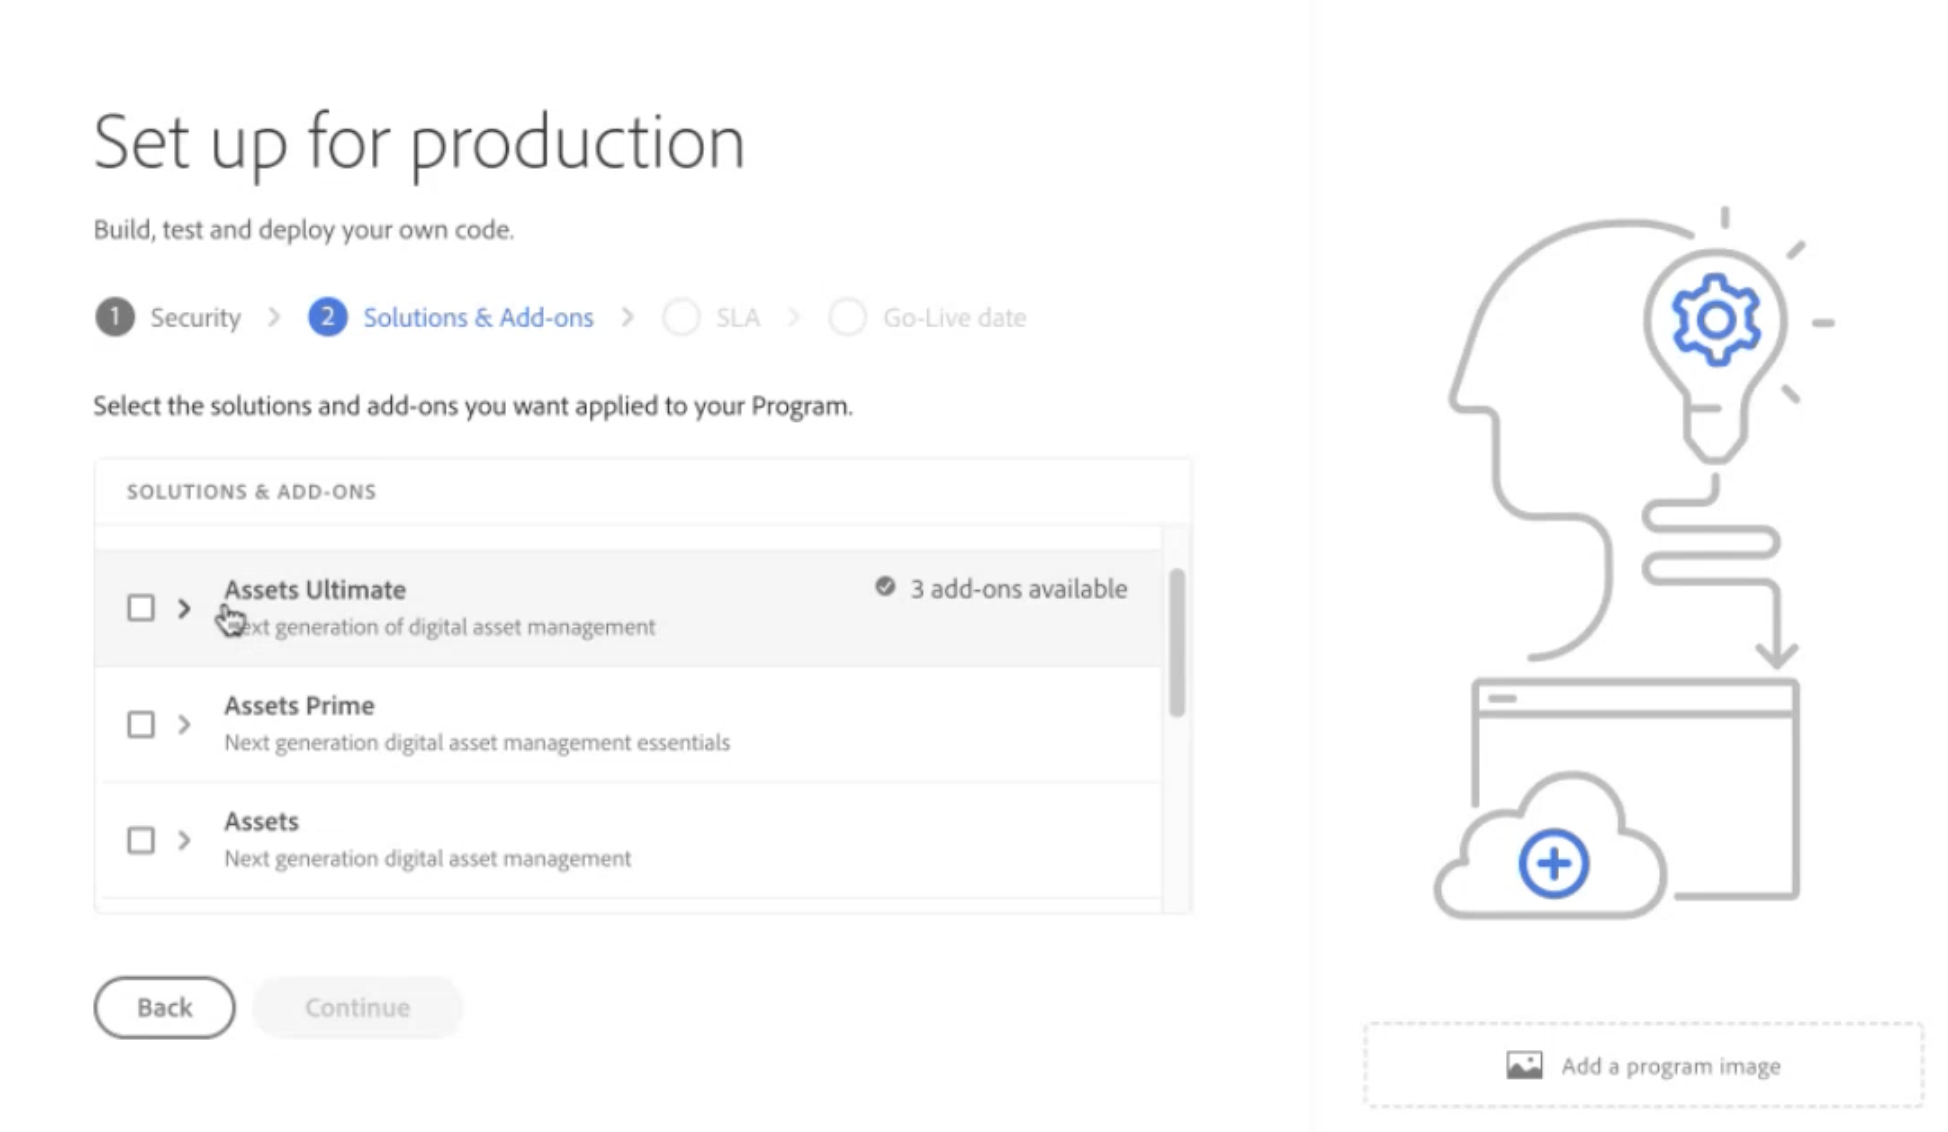 Set up for production
Build, test and deploy your own code.
1 Security > 2 Solutions & Add-ons > SLA > Go-Live date
Select the solutions and add-ons you want applied to your Program.
SOLUTIONS & ADD-ONS
Assets Ultimate
3 add-ons available
ext generation of digital asset management
Assets Prime
Next generation digital asset management essentials
Assets
Next generation digital asset management
Back
Continue
Add a program image